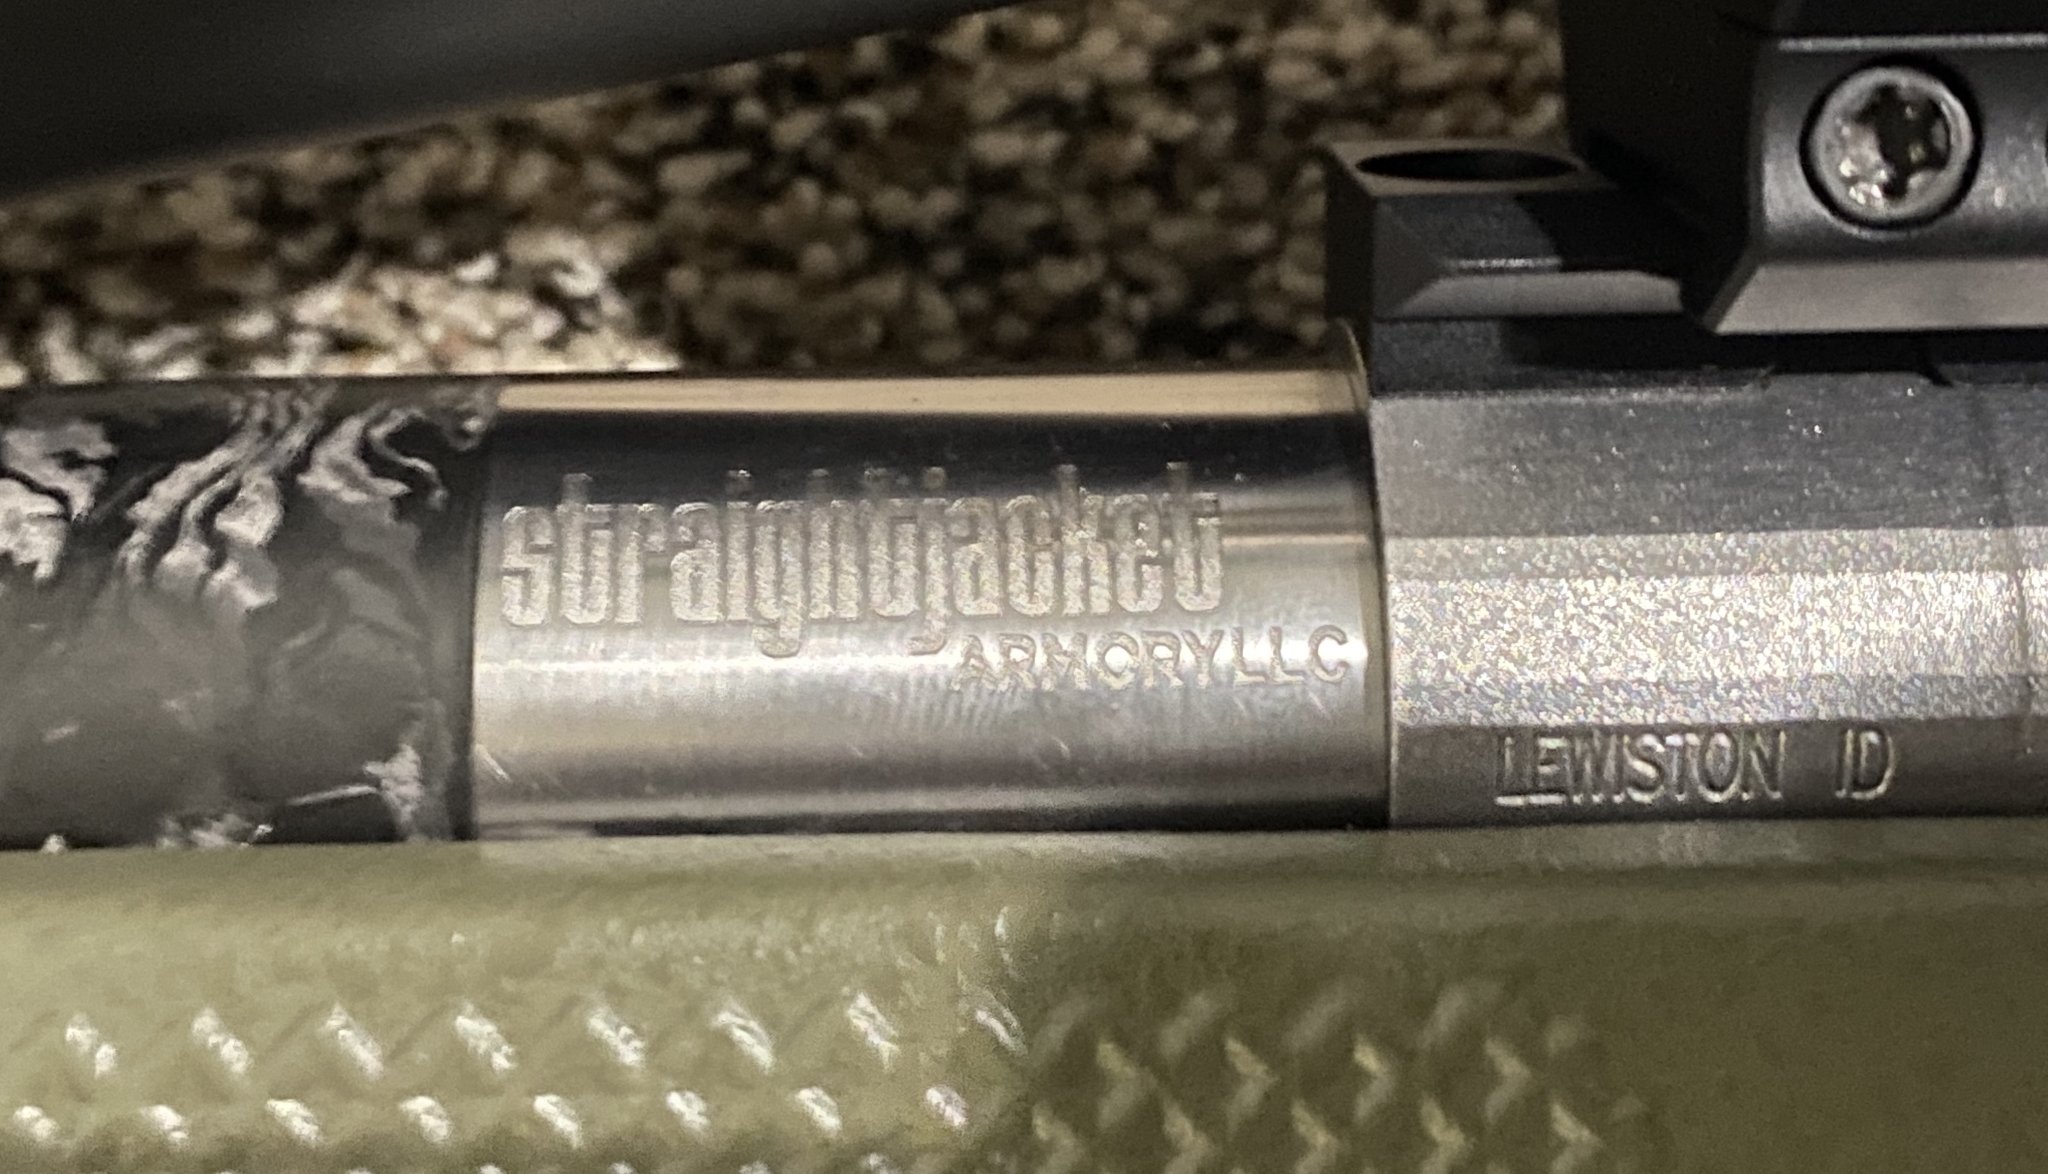 straightjacket
ARMORY LLC
LEWISTON ID